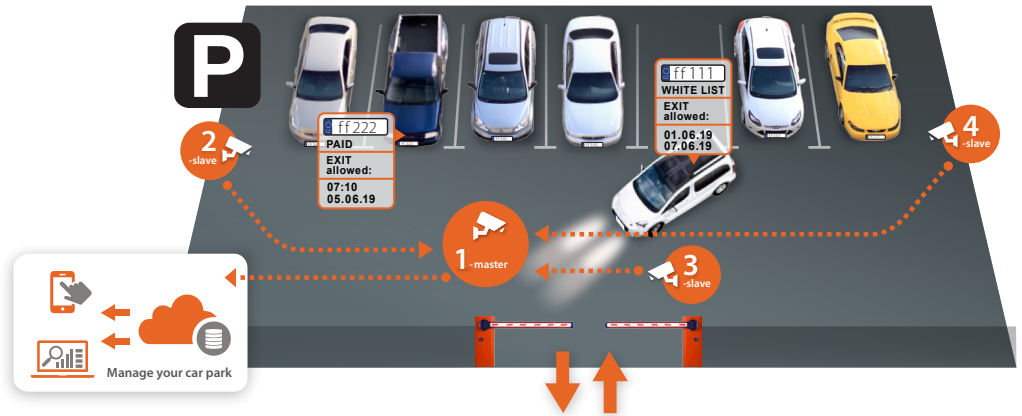 P
ff111
WHITE LIST
EXIT
allowed:
01.06.19
07.06.19
ff222
PAID
EXIT
allowed:
07:10
05.06.19
2
-slave
4
-slave
1-master
3
-slave
Manage your car park